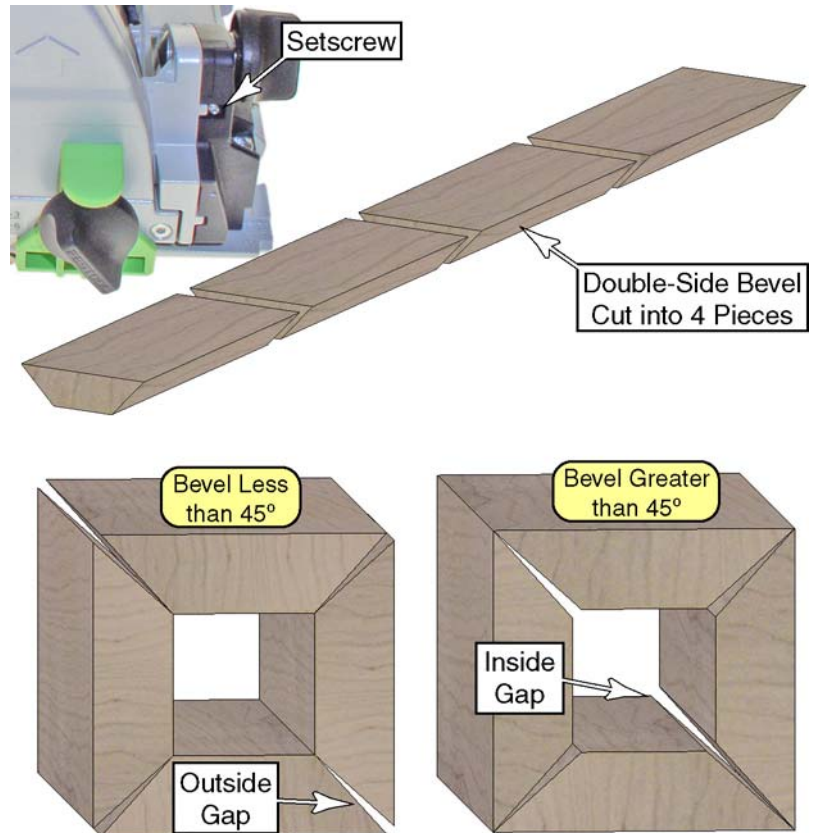 Setscrew
Double-Side Bevel
Cut into 4 Pieces
Bevel Less
than 45º
Bevel Greater
than 45º
Inside
Gap
Outside
Gap